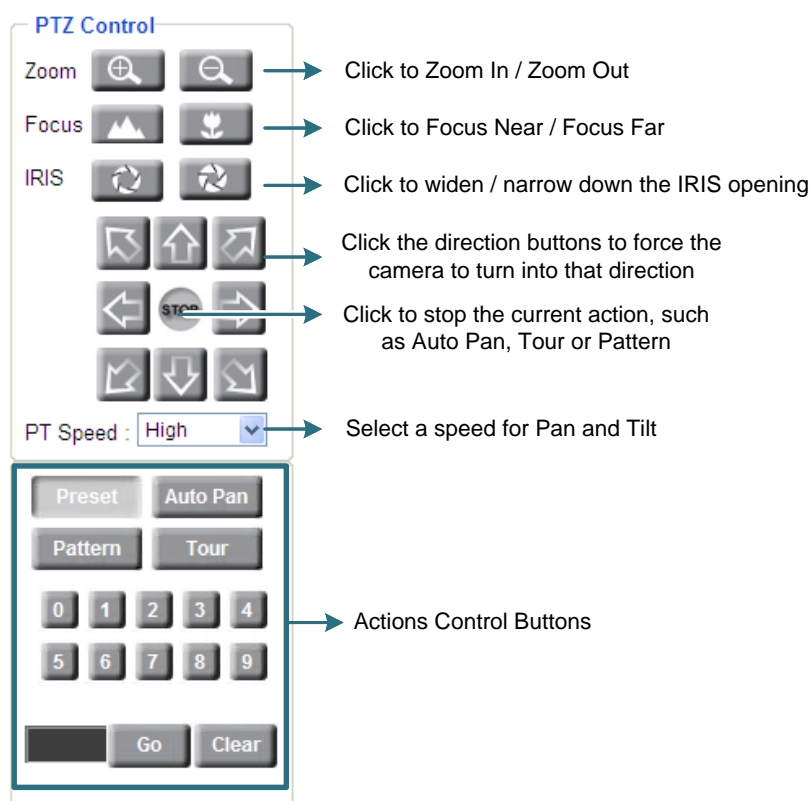 PTZ Control
Zoom Click to Zoom In / Zoom Out
Focus Click to Focus Near / Focus Far
IRIS Click to widen / narrow down the IRIS opening
Click the direction buttons to force the
camera to turn into that direction
STOP Click to stop the current action, such
as Auto Pan, Tour or Pattern
PT Speed : High Select a speed for Pan and Tilt
Preset Auto Pan
Pattern Tour
0 1 2 3 4
Actions Control Buttons
5 6 7 8 9
Go Clear